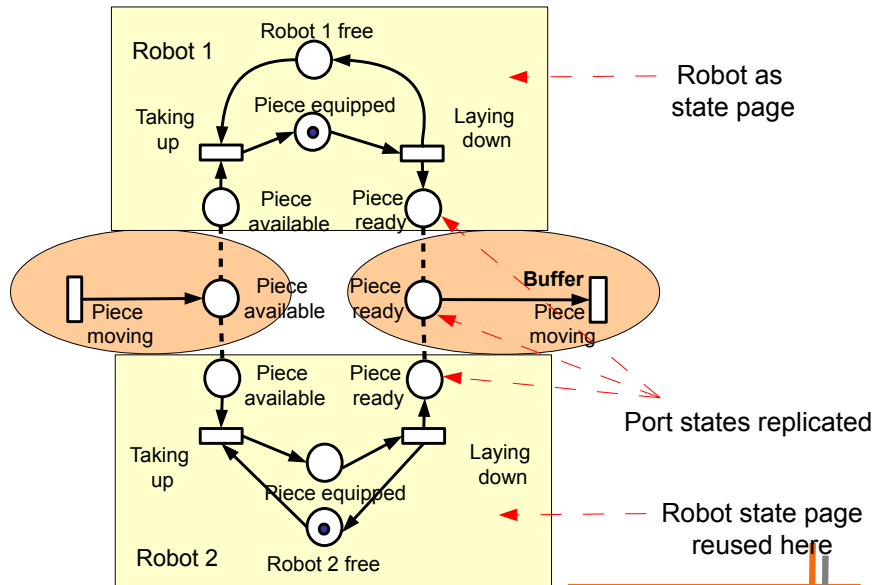 Robot 1 free
Robot 1
Piece equipped
Taking
up
Laying
down
Robot as
state page
Piece
available
Piece
ready
Piece
moving
Piece
available
Piece
ready
Buffer
Piece
moving
Piece
available
Piece
ready
Port states replicated
Taking
up
Piece equipped
Laying
down
Robot 2 free
Robot 2
Robot state page
reused here